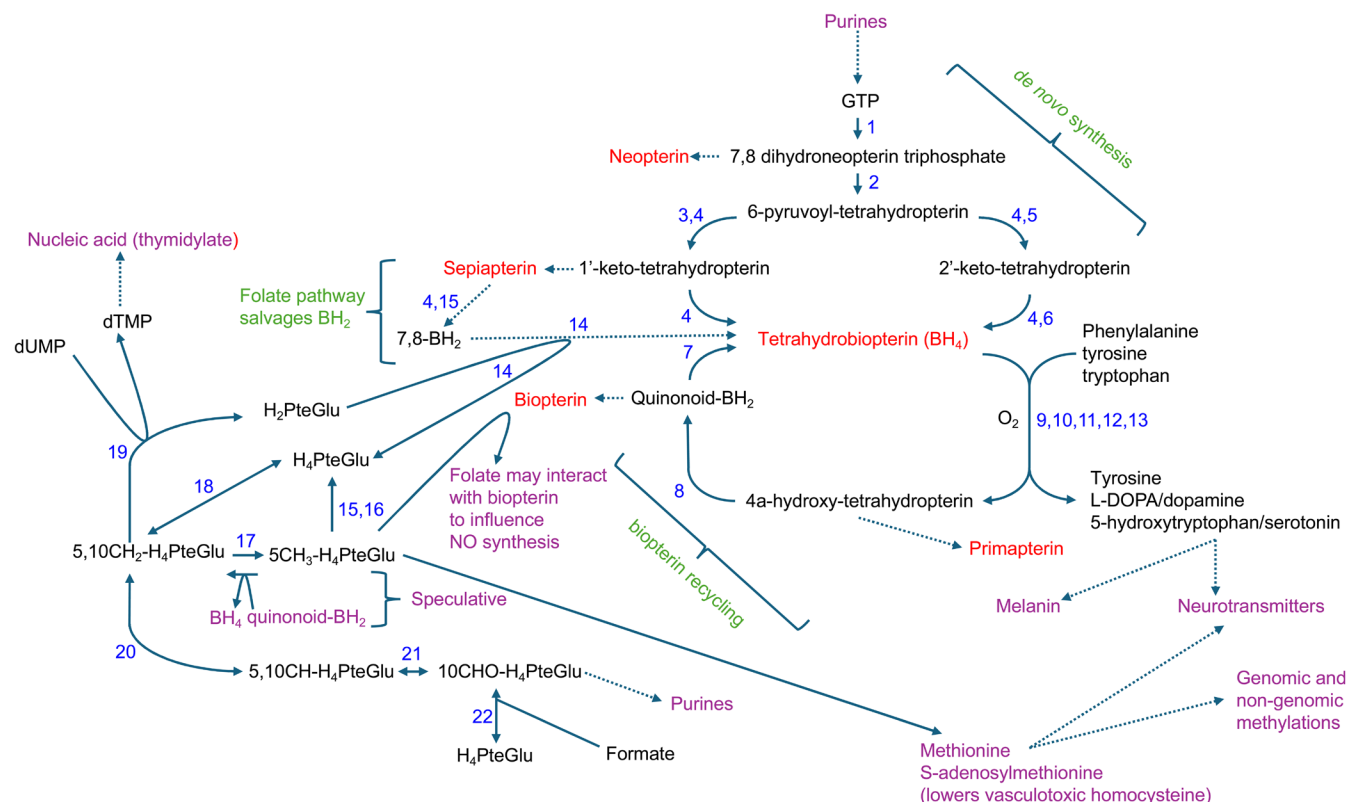 Purines
GTP
1
de novo synthesis
Neopterin
7,8 dihydroneopterin triphosphate
2
3,4
6-pyruvoyl-tetrahydropterin
4,5
Nucleic acid (thymidylate)
Sepiapterin
1’-keto-tetrahydropterin
2’-keto-tetrahydropterin
Folate pathway
salvages BH₂
4,15
4
4,6
dTMP
14
7,8-BH₂
Tetrahydrobiopterin (BH₄)
Phenylalanine
tyrosine
tryptophan
dUMP
7
14
H₂PteGlu
Biopterin
Quinonoid-BH₂
O₂
9,10,11,12,13
19
H₄PteGlu
18
15,16
Folate may interact
with biopterin
to influence
NO synthesis
8
4a-hydroxy-tetrahydropterin
Tyrosine
L-DOPA/dopamine
5-hydroxytryptophan/serotonin
biopterin recycling
5,10CH₂-H₄PteGlu
17
5CH₃-H₄PteGlu
Primapterin
BH₄ quinonoid-BH₂
Speculative
Melanin
Neurotransmitters
20
5,10CH-H₄PteGlu
21
10CHO-H₄PteGlu
Purines
Genomic and
non-genomic
methylations
22
H₄PteGlu
Formate
Methionine
S-adenosylmethionine
(lowers vasculotoxic homocysteine)